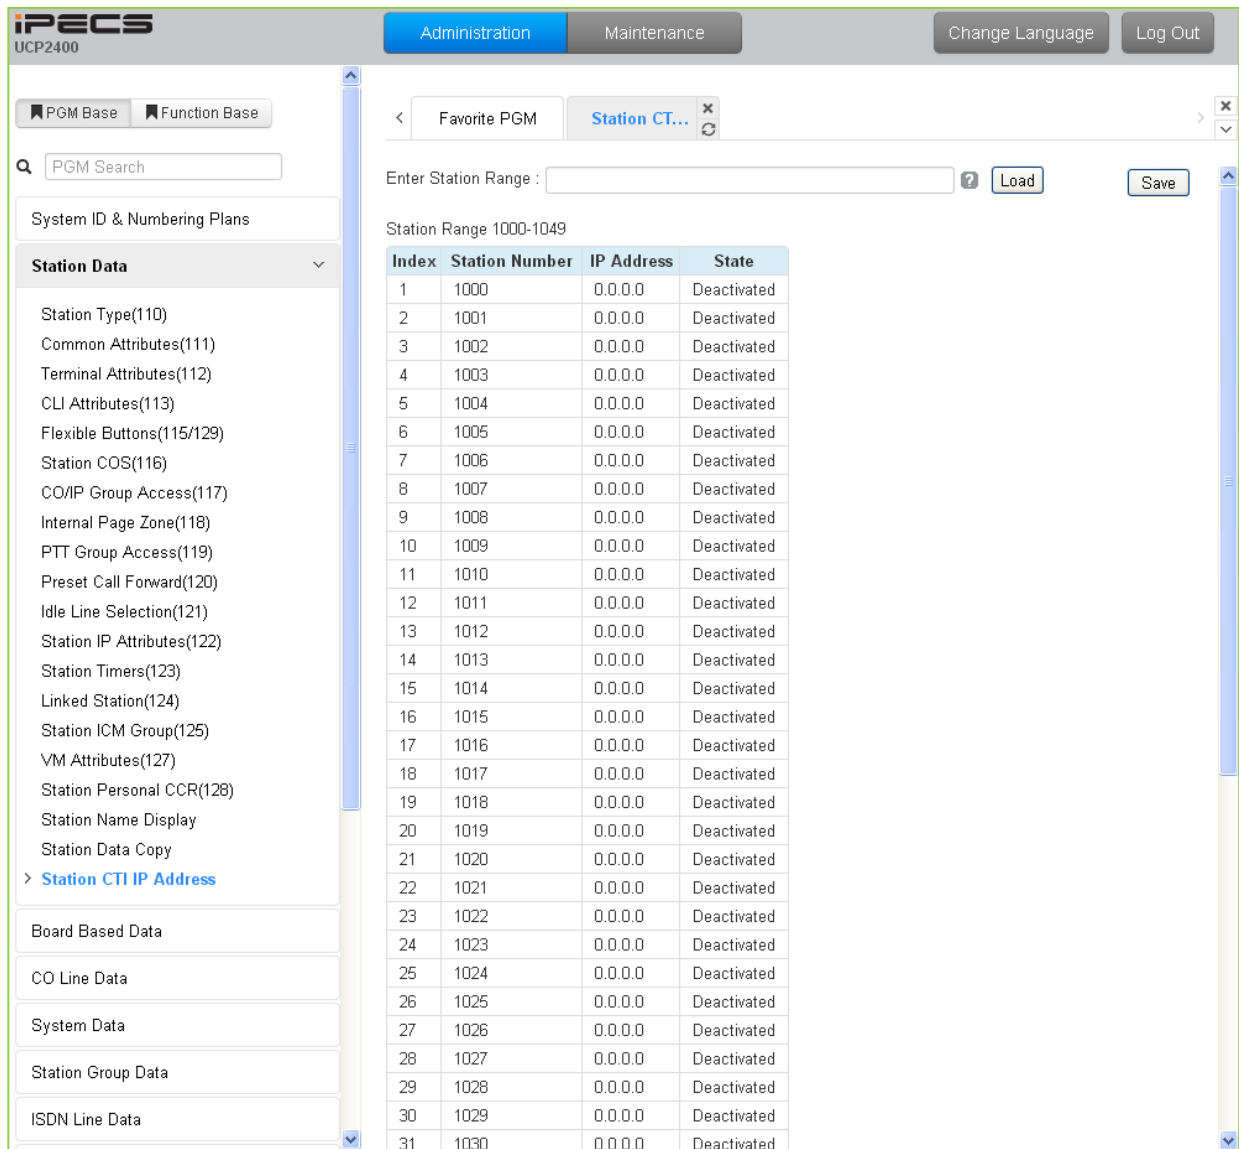 iPECS
UCP2400
Administration
Maintenance
Change Language
Log Out
PGM Base
Function Base
PGM Search
System ID & Numbering Plans
Station Data
Station Type(110)
Common Attributes(111)
Terminal Attributes(112)
CLI Attributes(113)
Flexible Buttons(115/129)
Station COS(116)
CO/IP Group Access(117)
Internal Page Zone(118)
PTT Group Access(119)
Preset Call Forward(120)
Idle Line Selection(121)
Station IP Attributes(122)
Station Timers(123)
Linked Station(124)
Station ICM Group(125)
VM Attributes(127)
Station Personal CCR(128)
Station Name Display
Station Data Copy
> Station CTI IP Address
Board Based Data
CO Line Data
System Data
Station Group Data
ISDN Line Data
< Favorite PGM Station CT... >
Enter Station Range : ? Load Save
Station Range 1000-1049
Index Station Number IP Address State
1 1000 0.0.0.0 Deactivated
2 1001 0.0.0.0 Deactivated
3 1002 0.0.0.0 Deactivated
4 1003 0.0.0.0 Deactivated
5 1004 0.0.0.0 Deactivated
6 1005 0.0.0.0 Deactivated
7 1006 0.0.0.0 Deactivated
8 1007 0.0.0.0 Deactivated
9 1008 0.0.0.0 Deactivated
10 1009 0.0.0.0 Deactivated
11 1010 0.0.0.0 Deactivated
12 1011 0.0.0.0 Deactivated
13 1012 0.0.0.0 Deactivated
14 1013 0.0.0.0 Deactivated
15 1014 0.0.0.0 Deactivated
16 1015 0.0.0.0 Deactivated
17 1016 0.0.0.0 Deactivated
18 1017 0.0.0.0 Deactivated
19 1018 0.0.0.0 Deactivated
20 1019 0.0.0.0 Deactivated
21 1020 0.0.0.0 Deactivated
22 1021 0.0.0.0 Deactivated
23 1022 0.0.0.0 Deactivated
24 1023 0.0.0.0 Deactivated
25 1024 0.0.0.0 Deactivated
26 1025 0.0.0.0 Deactivated
27 1026 0.0.0.0 Deactivated
28 1027 0.0.0.0 Deactivated
29 1028 0.0.0.0 Deactivated
30 1029 0.0.0.0 Deactivated
31 1030 0.0.0.0 Deactivated